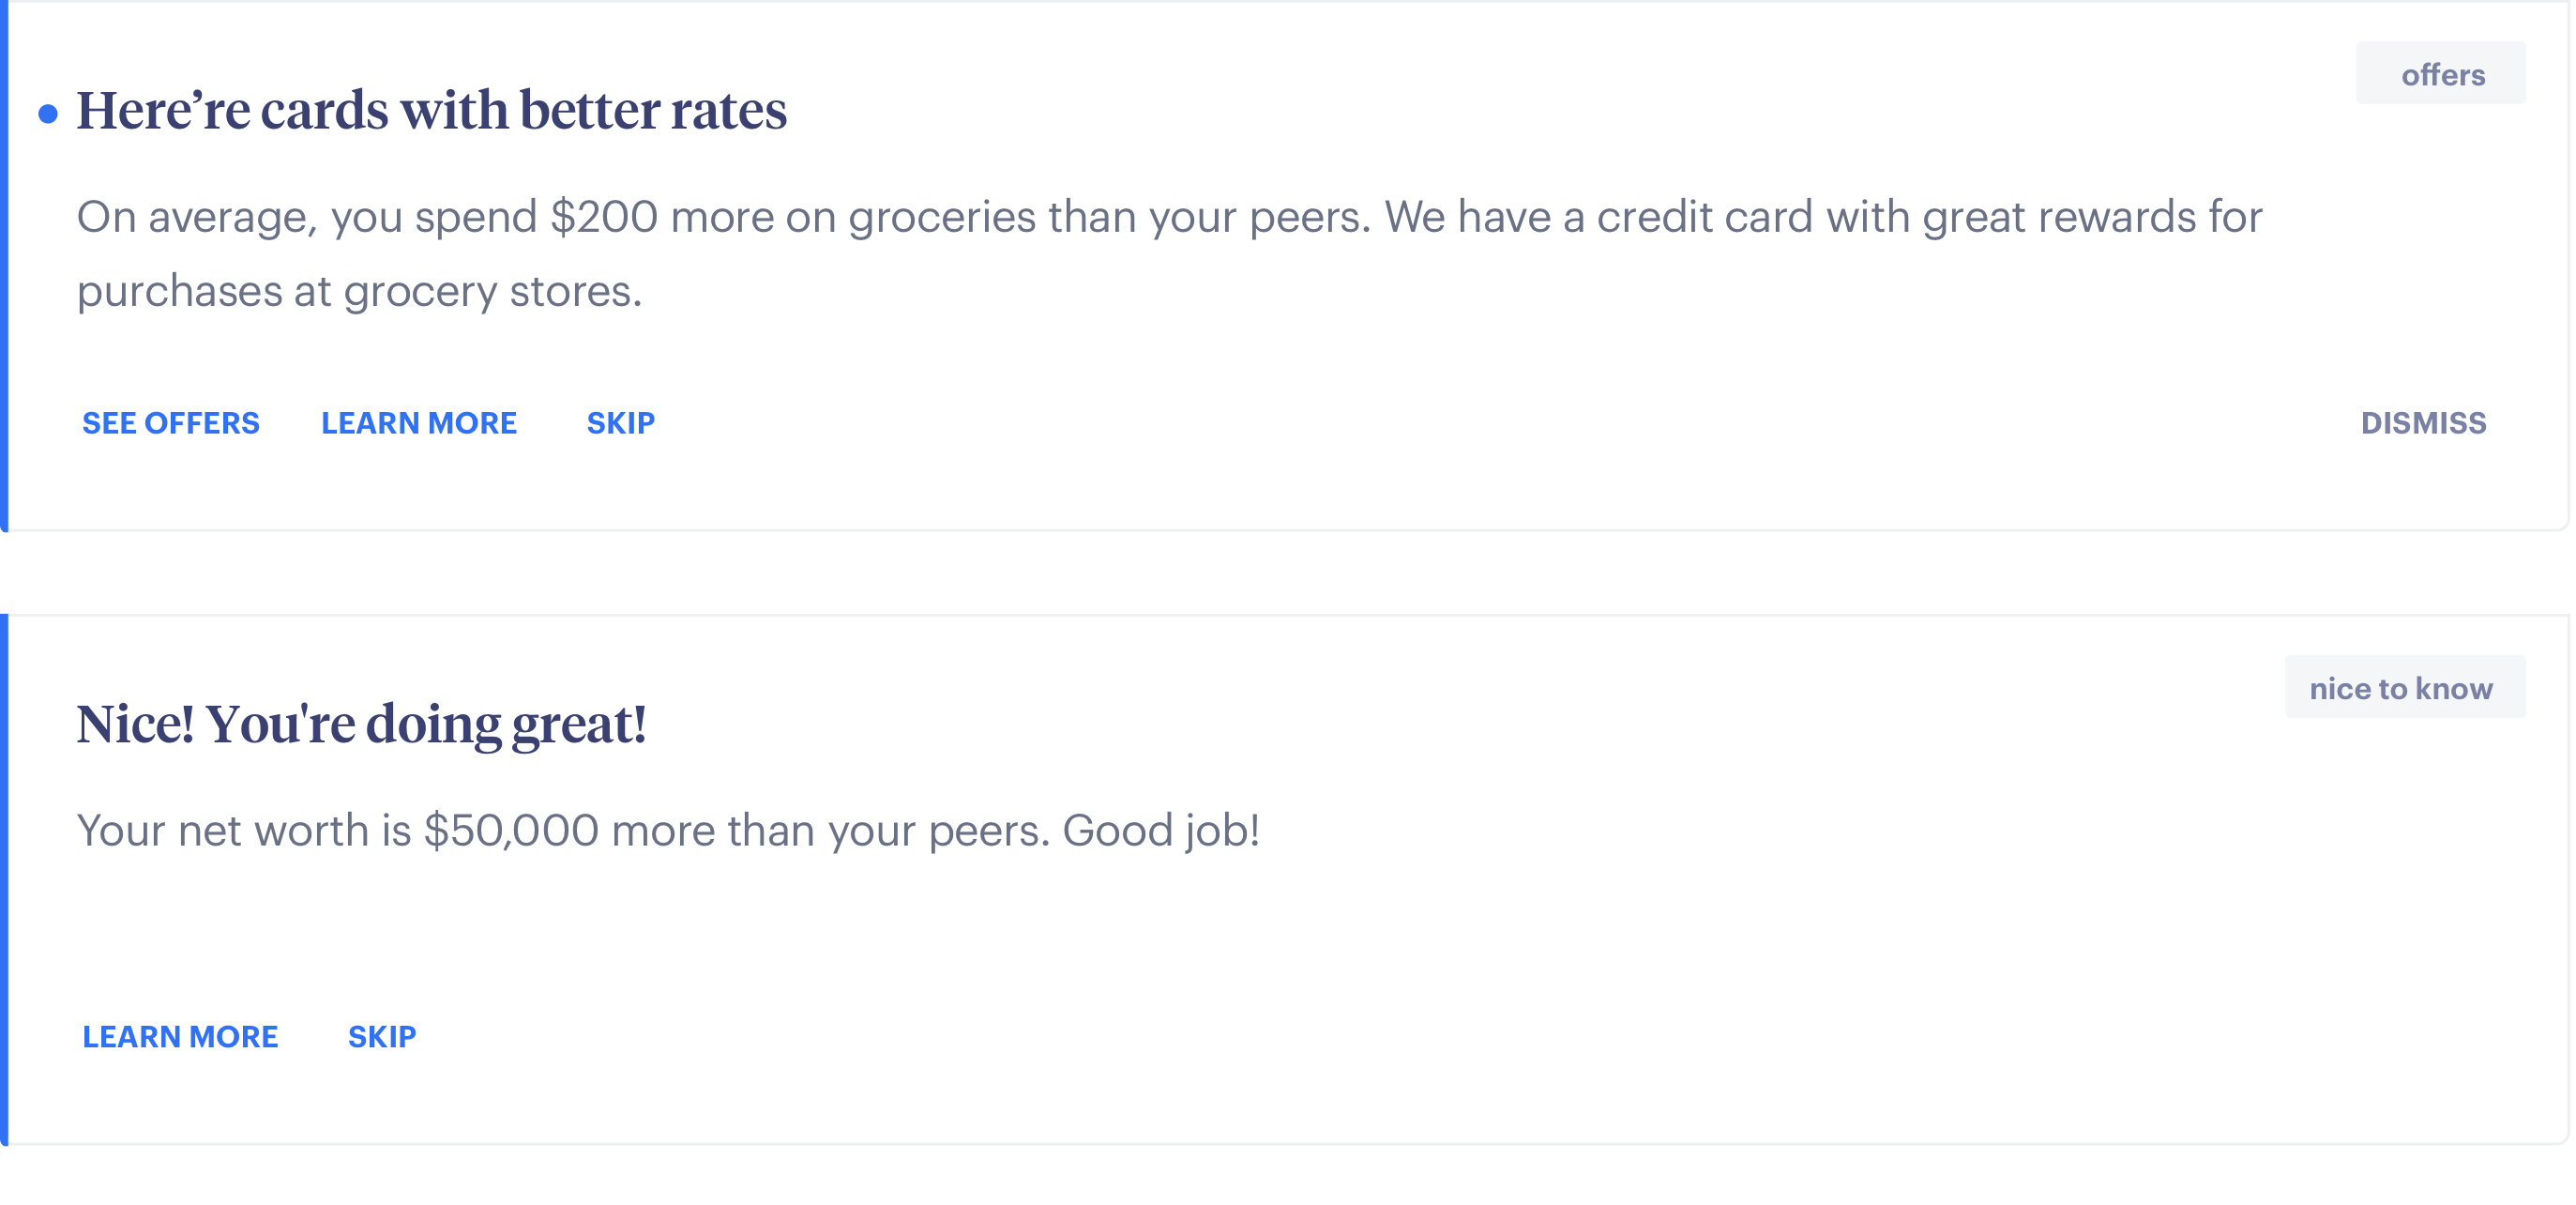 offers
Here’re cards with better rates
On average, you spend $200 more on groceries than your peers. We have a credit card with great rewards for
purchases at grocery stores.
SEE OFFERS LEARN MORE SKIP DISMISS
nice to know
Nice! You're doing great!
Your net worth is $50,000 more than your peers. Good job!
LEARN MORE SKIP